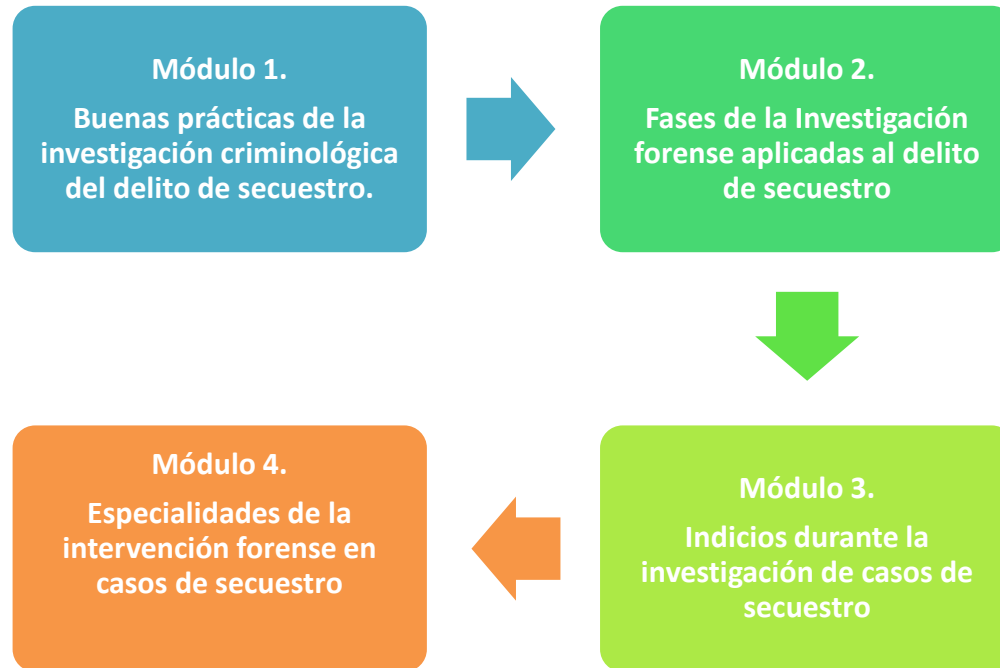 Módulo 1.
Buenas prácticas de la
investigación criminológica
del delito de secuestro.
Módulo 2.
Fases de la Investigación
forense aplicadas al delito
de secuestro
Módulo 3.
Indicios durante la
investigación de casos de
secuestro
Módulo 4.
Especialidades de la
intervención forense en
casos de secuestro